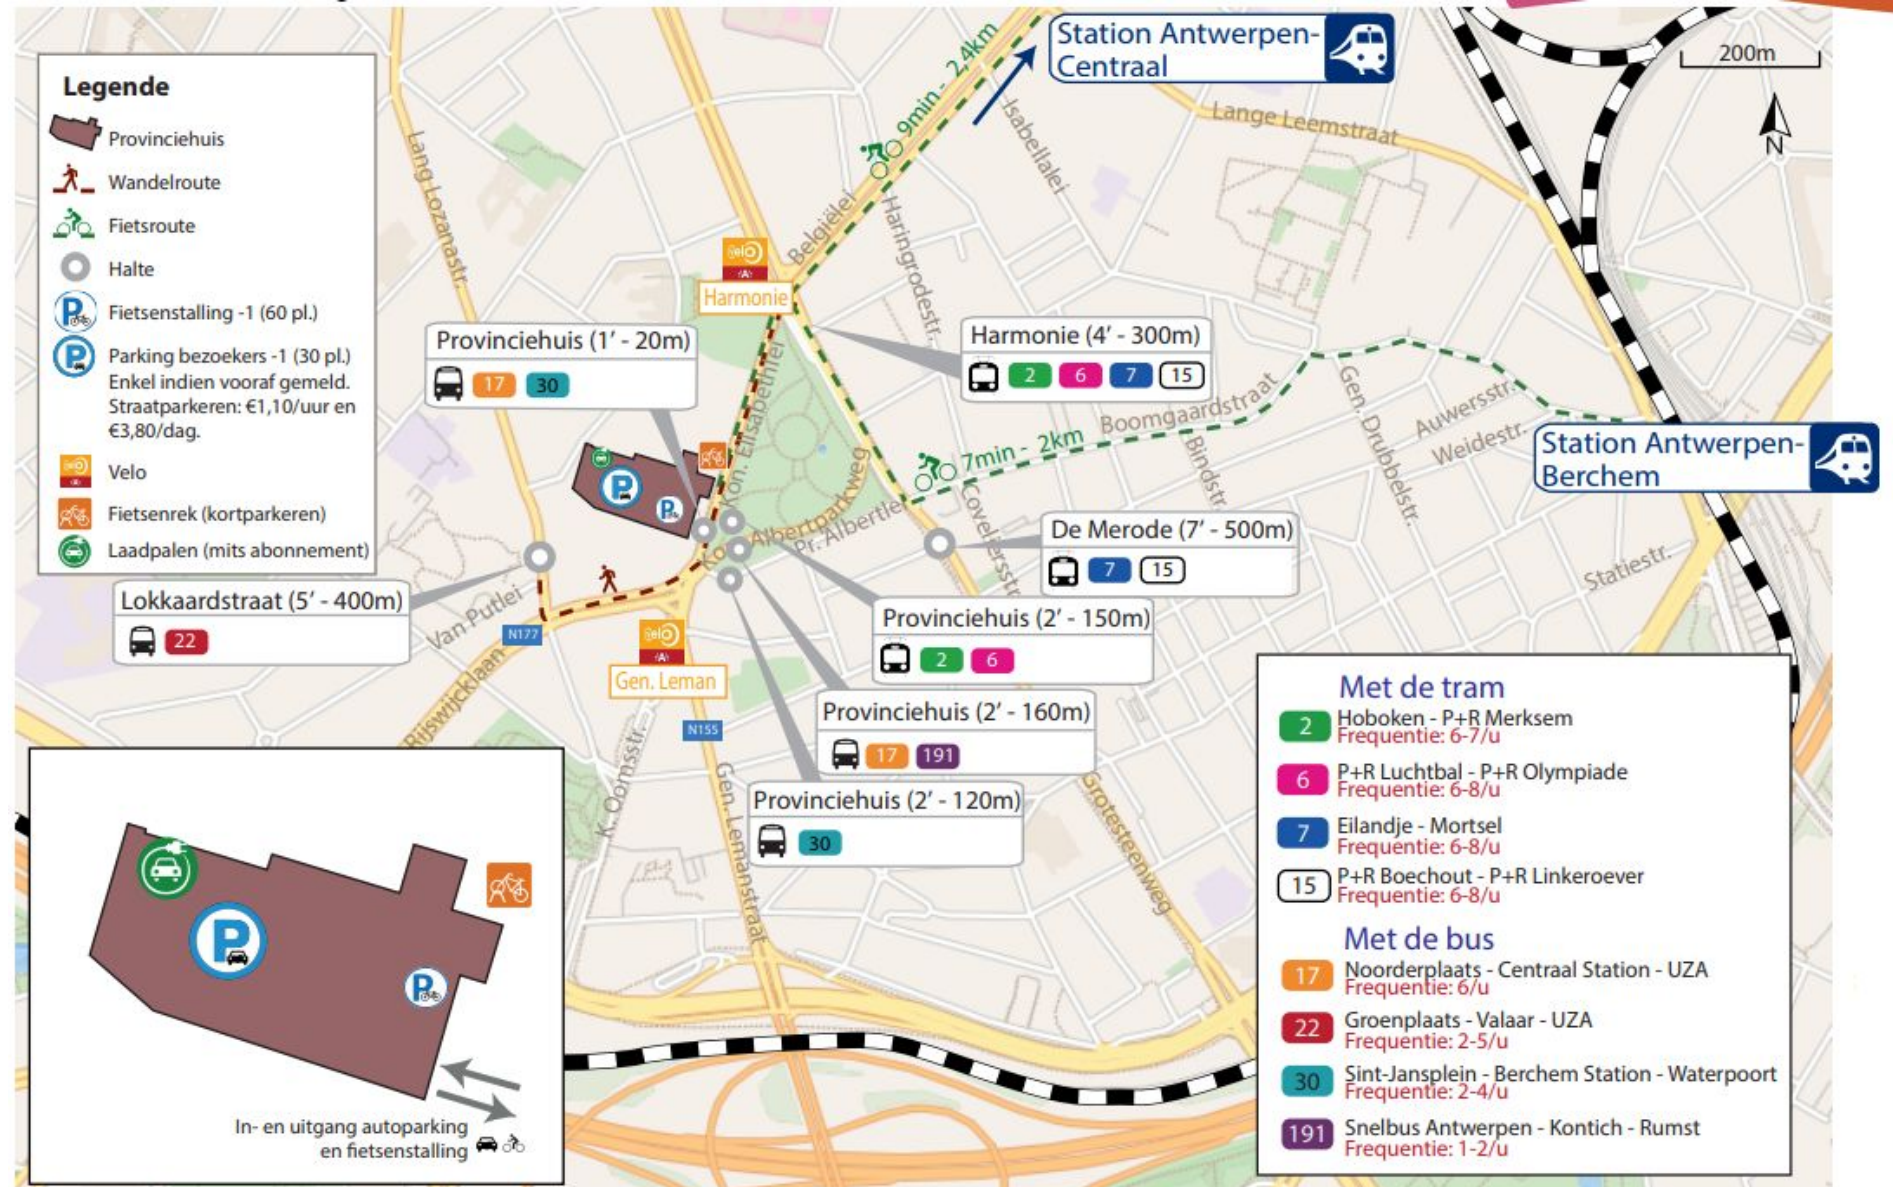 Legende
Provinciehuis
Wandelroute
Fietsroute
Halte
Fietsenstalling -1 (60 pl.)
Parking bezoekers -1 (30 pl.)
Enkel indien vooraf gemeld.
Straatparkeren: €1,10/uur en
€3,80/dag.
Velo
Fietsenrek (kortparkeren)
Laadpalen (mits abonnement)
Station Antwerpen-
Centraal
200m
N
9min - 2,4km
Isabellalei
Lange Leemstraat
Lang Lozanastr.
Belgiëlei
Haringrodestr.
velo
Harmonie
Provinciehuis (1' - 20m)
17 30
Harmonie (4' - 300m)
2 6 7 15
Kon. Elisabethlei
Kon. Elisabethlei
Boomgaardstraat
Gen. Drubbelstr.
Auwersstr.
Weidestr.
Bindstr.
7min - 2km
Station Antwerpen-
Berchem
P
P
Albertparkweg
Pr. Albertlei
Coveliersstr.
De Merode (7' - 500m)
7 15
Statiestr.
Lokkaardstraat (5' - 400m)
22
Van Putlei
N177
Rijswijcklaan
velo
Gen. Leman
Provinciehuis (2' - 150m)
2 6
N155
Provinciehuis (2' - 160m)
17 191
Provinciehuis (2' - 120m)
30
K. Oomsstr.
Gen. Lemanstraat
Grotesteenweg
P
P
In- en uitgang autoparking
en fietsenstalling
Met de tram
2 Hoboken - P+R Merksem
Frequentie: 6-7/u
6 P+R Luchtbal - P+R Olympiade
Frequentie: 6-8/u
7 Eilandje - Mortsel
Frequentie: 6-8/u
15 P+R Boechout - P+R Linkeroever
Frequentie: 6-8/u
Met de bus
17 Noorderplaats - Centraal Station - UZA
Frequentie: 6/u
22 Groenplaats - Valaar - UZA
Frequentie: 2-5/u
30 Sint-Jansplein - Berchem Station - Waterpoort
Frequentie: 2-4/u
191 Snelbus Antwerpen - Kontich - Rumst
Frequentie: 1-2/u